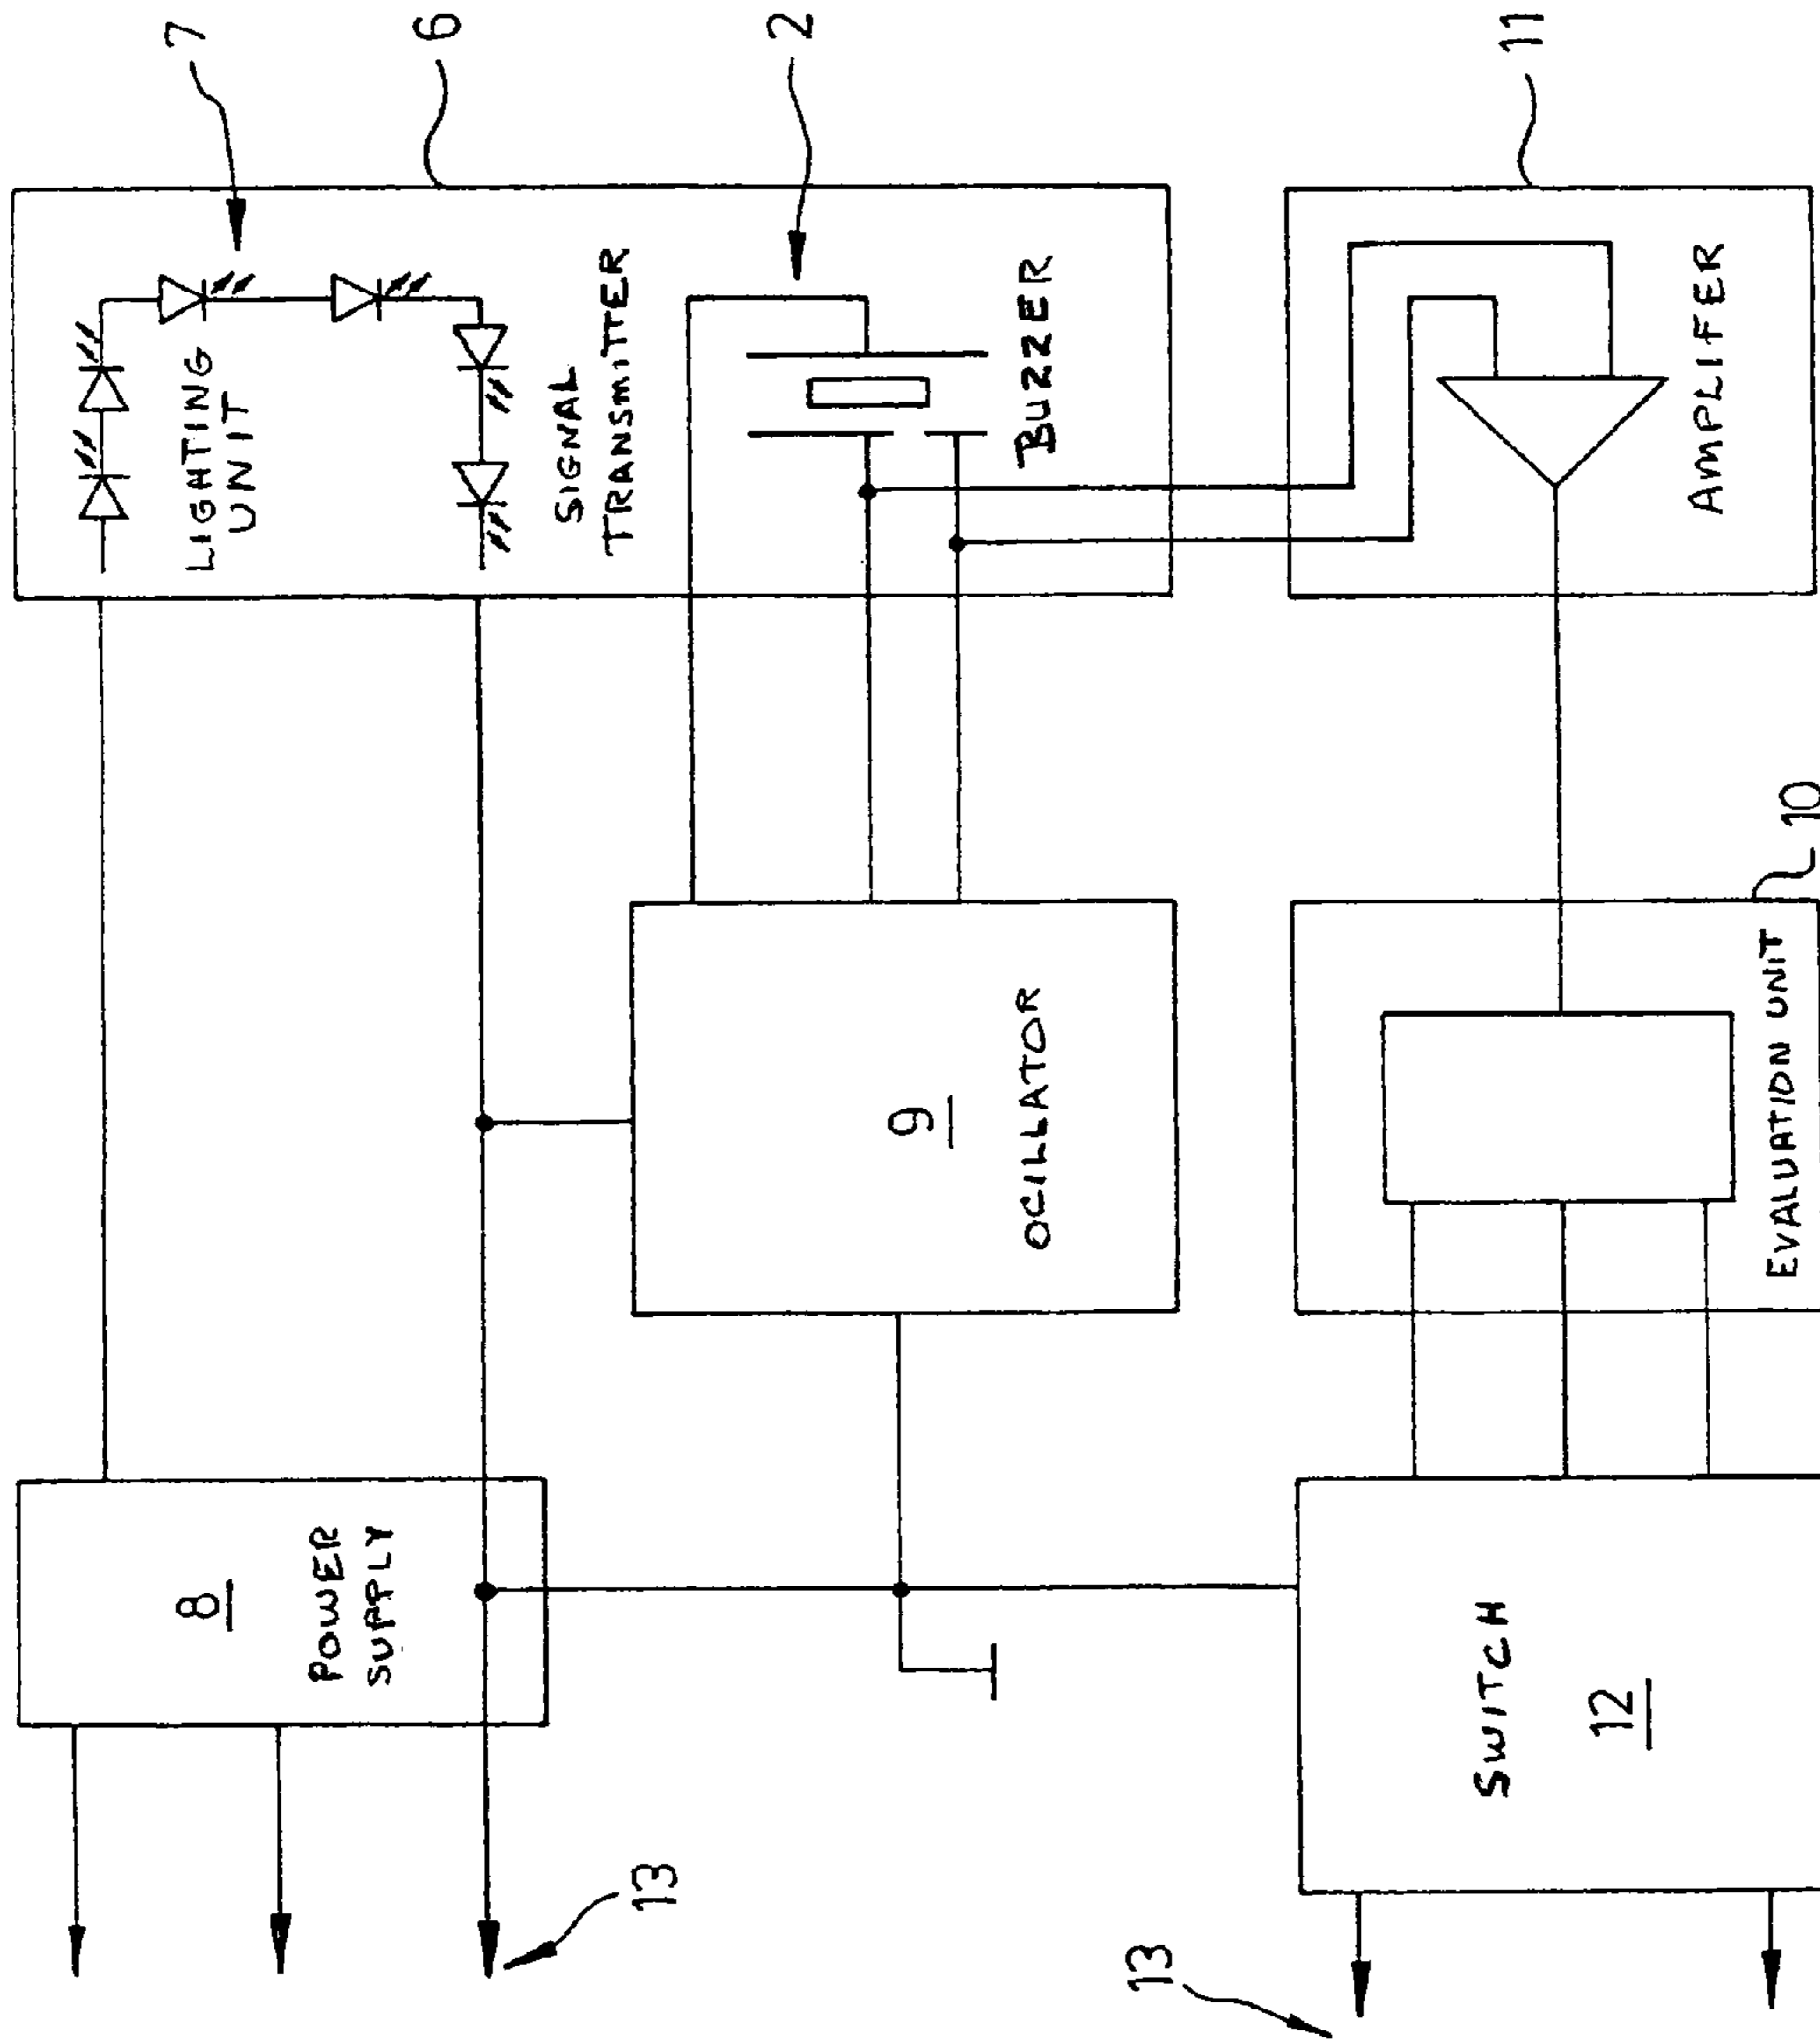 7
8
LIGHTING
UNIT
POWER
SUPPLY
6
SIGNAL
TRANSMITTER
13
2
9
OCILLATOR
BUZZER
13
SWITCH
11
12
AMPLIFER
EVALUATION UNIT
10